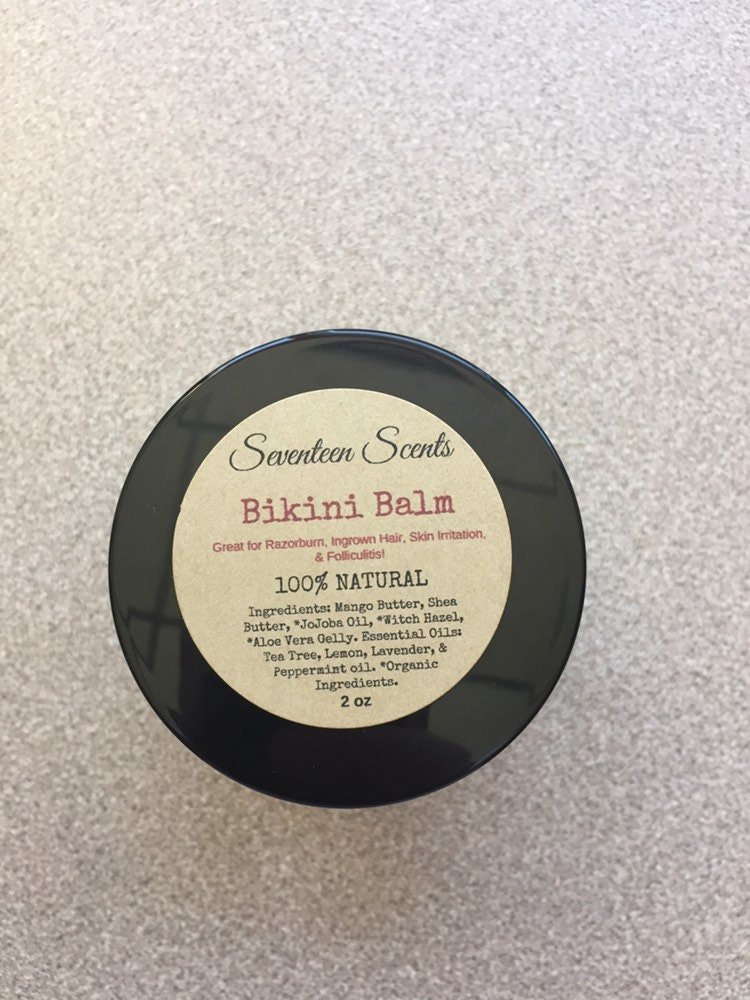 Seventeen Scents
Bikini Balm
Great for Razorburn, Ingrown Hair, Skin Irritation,
& Folliculitis!
100% NATURAL
Ingredients: Mango Butter, Shea
Butter, *JoJoba Oil, *Witch Hazel,
*Aloe Vera Gelly. Essential Oils:
Tea Tree, Lemon, Lavender, &
Peppermint oil. *Organic
Ingredients.
2 oz